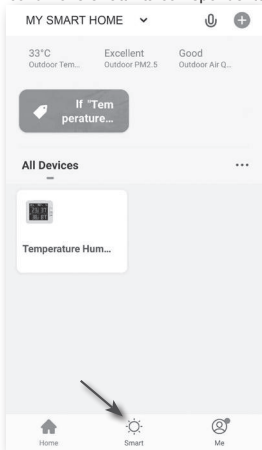 MY SMART HOME
33°C Excellent Good
Outdoor Tem... Outdoor PM2.5 Outdoor Air Q...
If "Tem
perature...
All Devices
Temperature Hum...
Home Smart Me